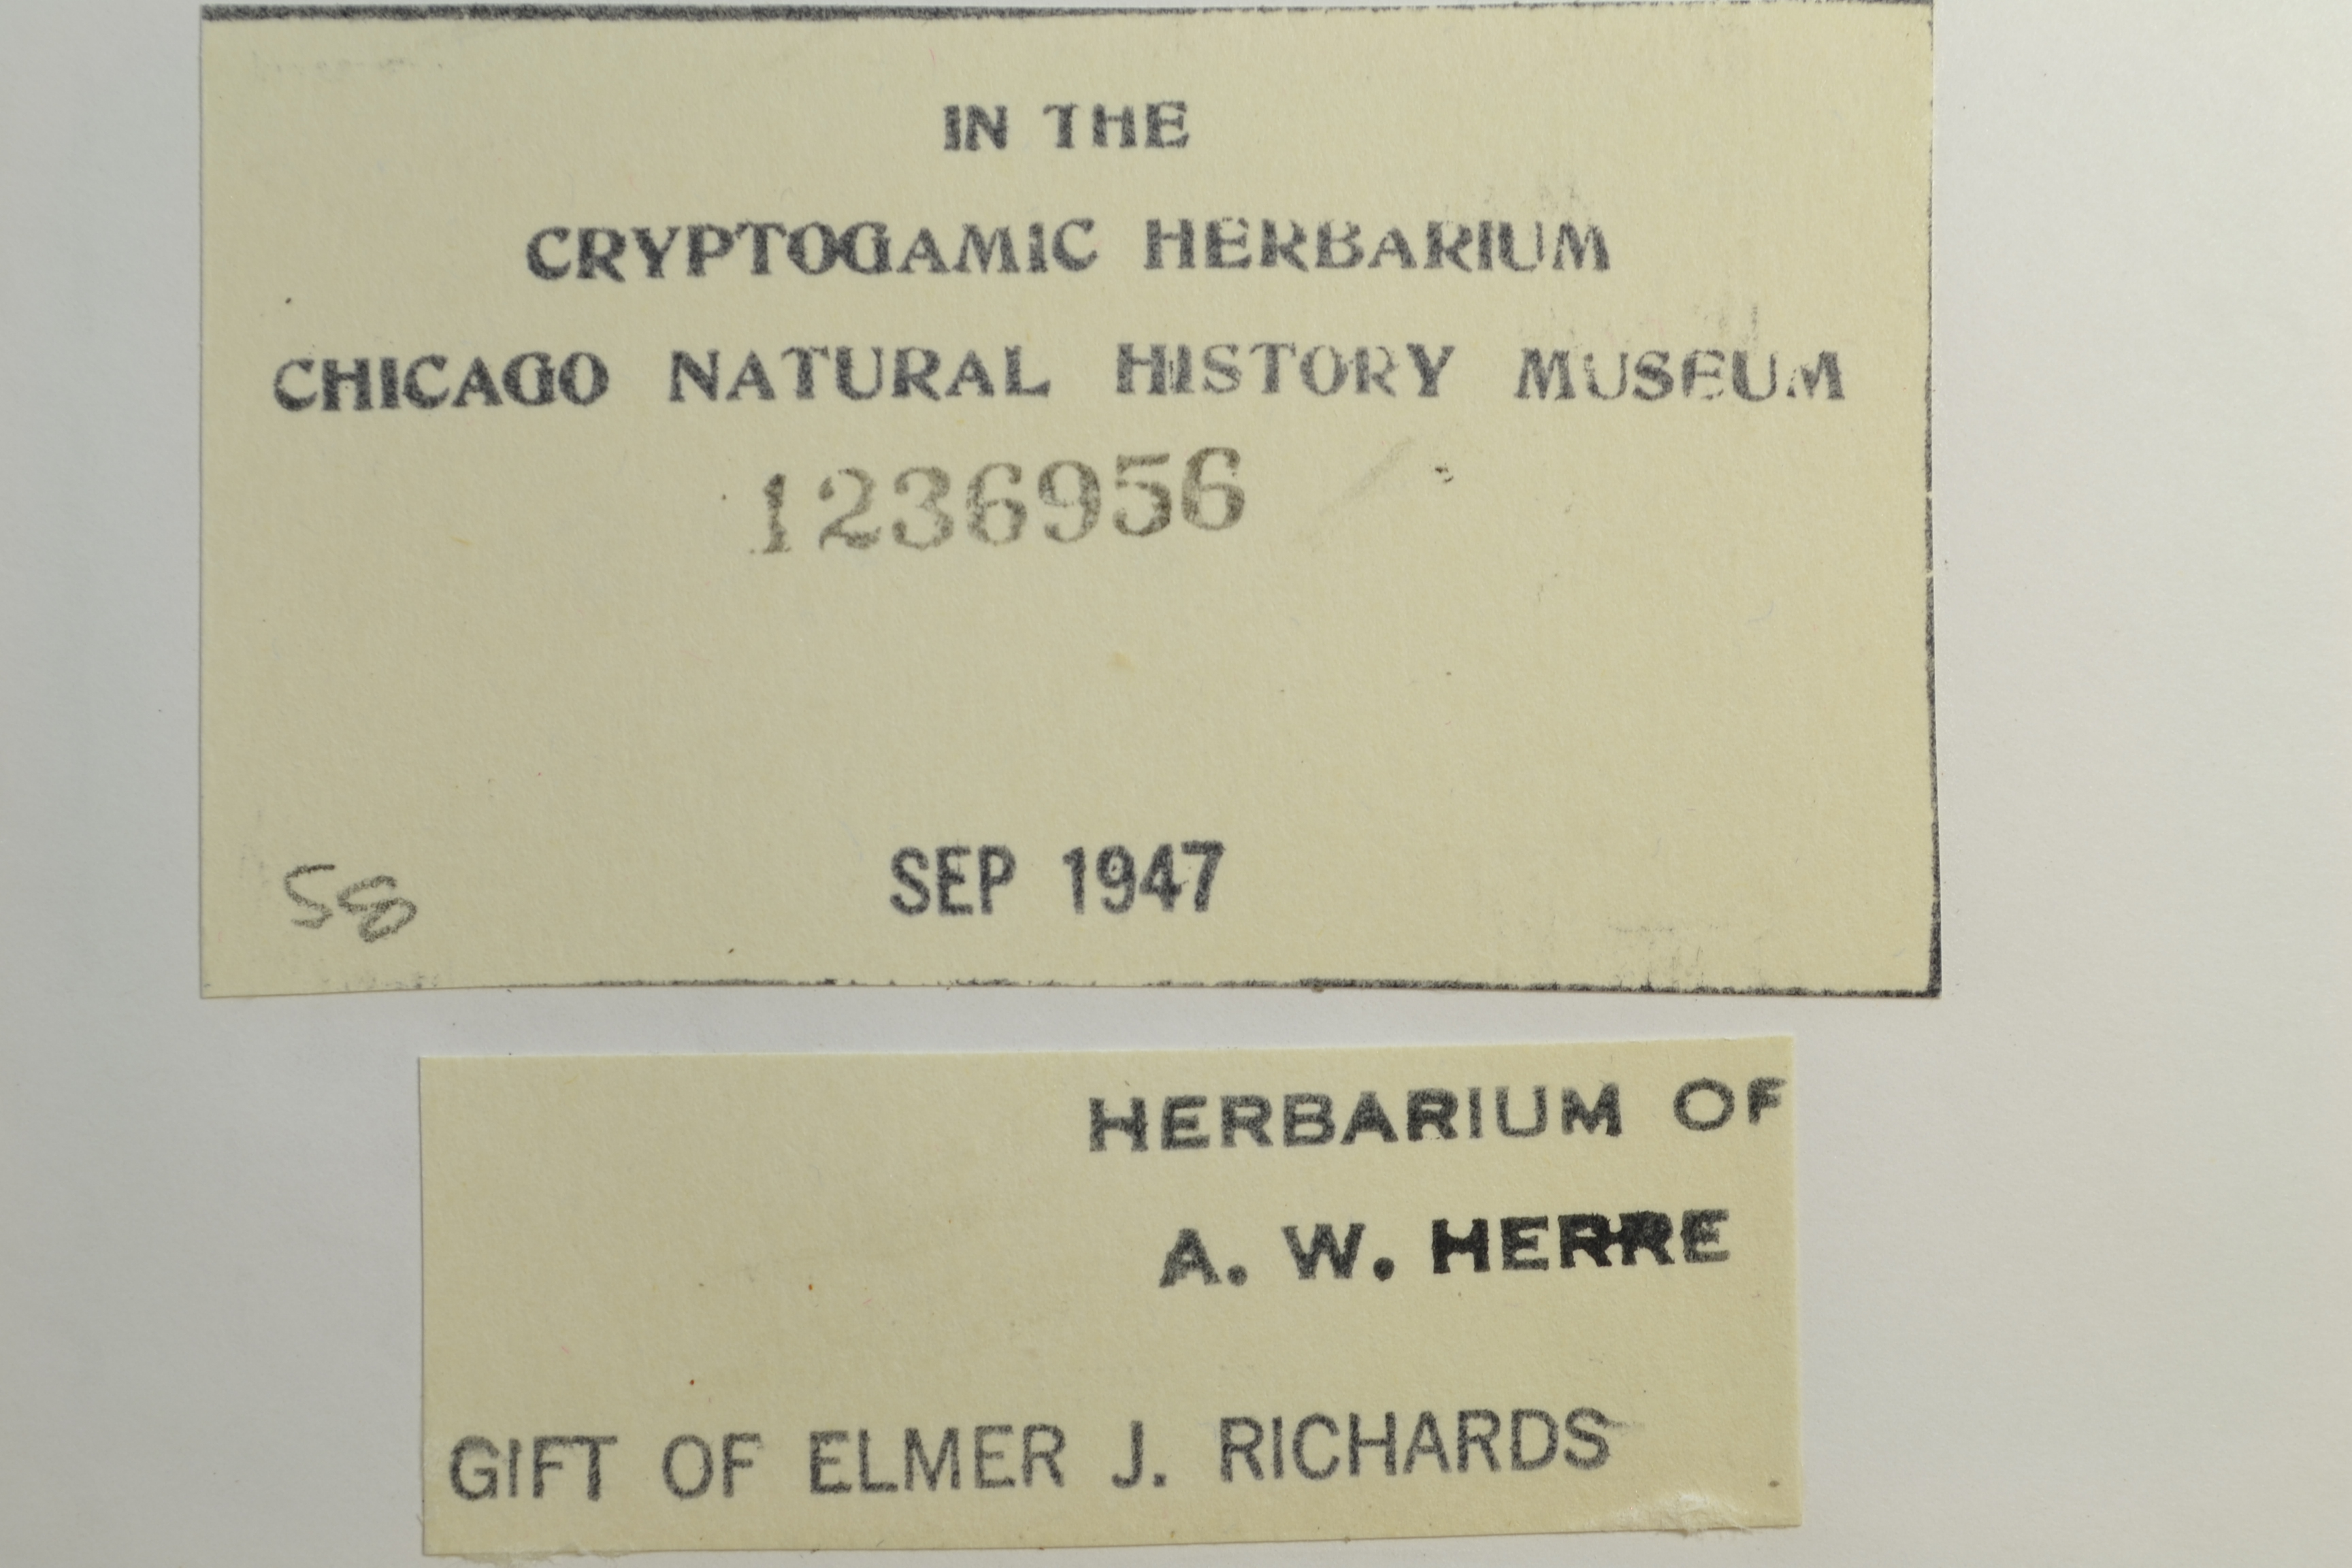 IN THE
CRYPTOGAMIC HERBARIUM
CHICAGO NATURAL HISTORY MUSEUM
1236956
SEP 1947
58
HERBARIUM OF
A. W. HERRE
GIFT OF ELMER J. RICHARDS